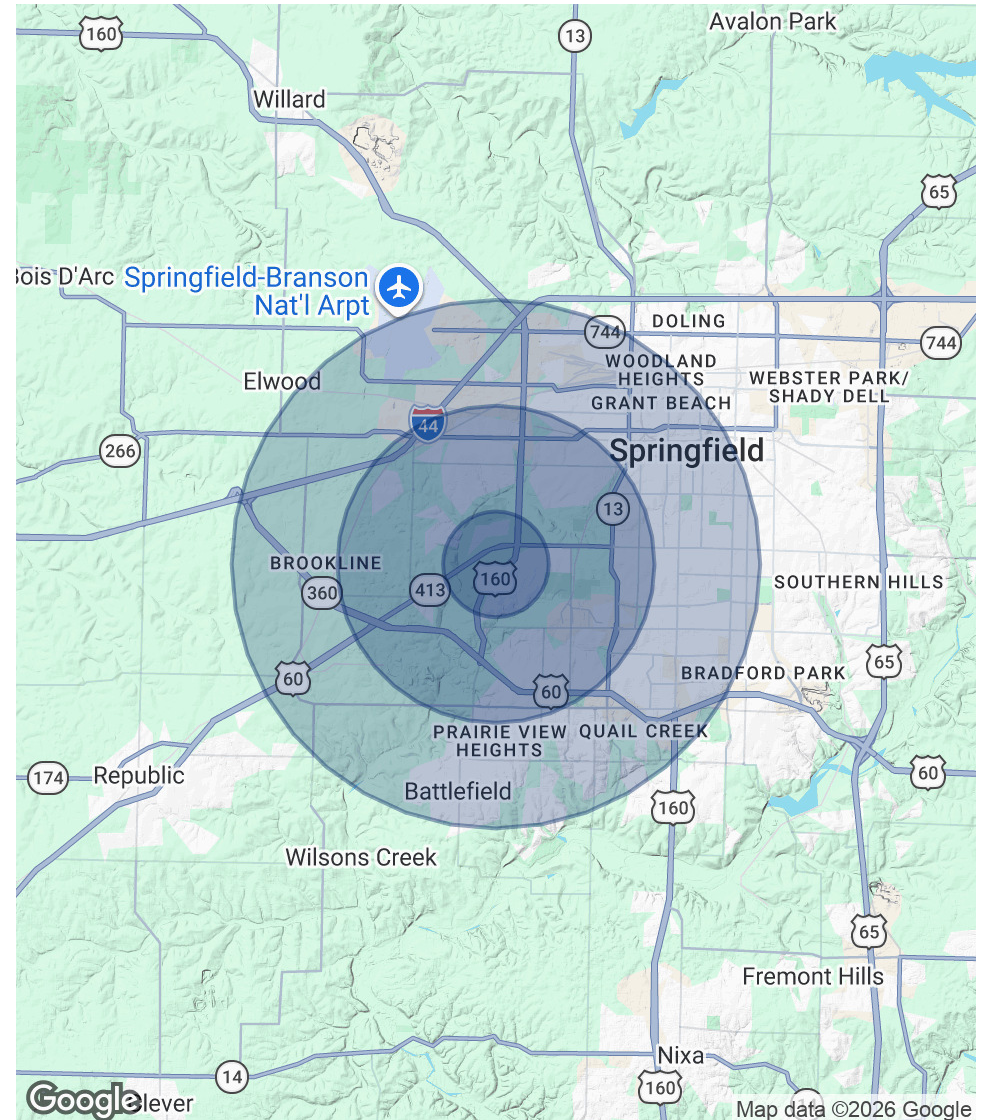 160
13
Avalon Park
Willard
65
Bois D'Arc
Springfield-Branson
Nat'l Arpt
DOLING
744
744
WOODLAND
HEIGHTS
WEBSTER PARK/
SHADY DELL
Elwood
GRANT BEACH
44
266
Springfield
13
BROOKLINE
160
SOUTHERN HILLS
360
413
65
60
BRADFORD PARK
60
PRAIRIE VIEW
HEIGHTS
QUAIL CREEK
174
Republic
60
Battlefield
160
Wilsons Creek
65
Fremont Hills
Nixa
14
160
14
Google
Clever
Map data ©2026 Google